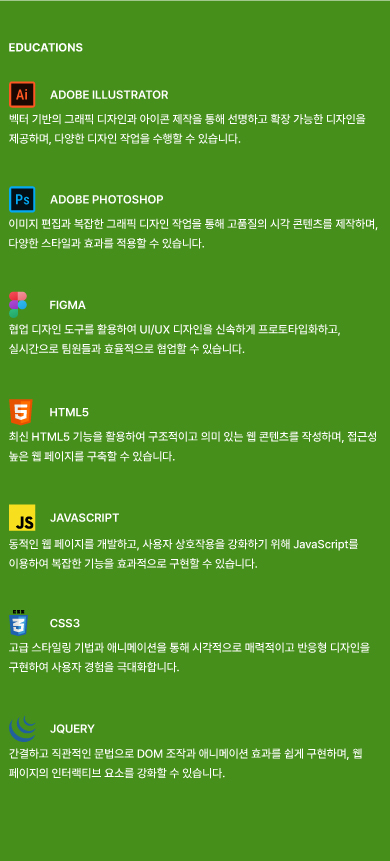 EDUCATIONS
Ai ADOBE ILLUSTRATOR
벡터 기반의 그래픽 디자인과 아이콘 제작을 통해 선명하고 확장 가능한 디자인을
제공하며, 다양한 디자인 작업을 수행할 수 있습니다.
Ps ADOBE PHOTOSHOP
이미지 편집과 복잡한 그래픽 디자인 작업을 통해 고품질의 시각 콘텐츠를 제작하며,
다양한 스타일과 효과를 적용할 수 있습니다.
FIGMA
협업 디자인 도구를 활용하여 UI/UX 디자인을 신속하게 프로토타입화하고,
실시간으로 팀원들과 효율적으로 협업할 수 있습니다.
5 HTML5
최신 HTML5 기능을 활용하여 구조적이고 의미 있는 웹 콘텐츠를 작성하며, 접근성
높은 웹 페이지를 구축할 수 있습니다.
JS JAVASCRIPT
동적인 웹 페이지를 개발하고, 사용자 상호작용을 강화하기 위해 JavaScript를
이용하여 복잡한 기능을 효과적으로 구현할 수 있습니다.
3 CSS3
고급 스타일링 기법과 애니메이션을 통해 시각적으로 매력적이고 반응형 디자인을
구현하여 사용자 경험을 극대화합니다.
JQUERY
간결하고 직관적인 문법으로 DOM 조작과 애니메이션 효과를 쉽게 구현하며, 웹
페이지의 인터랙티브 요소를 강화할 수 있습니다.